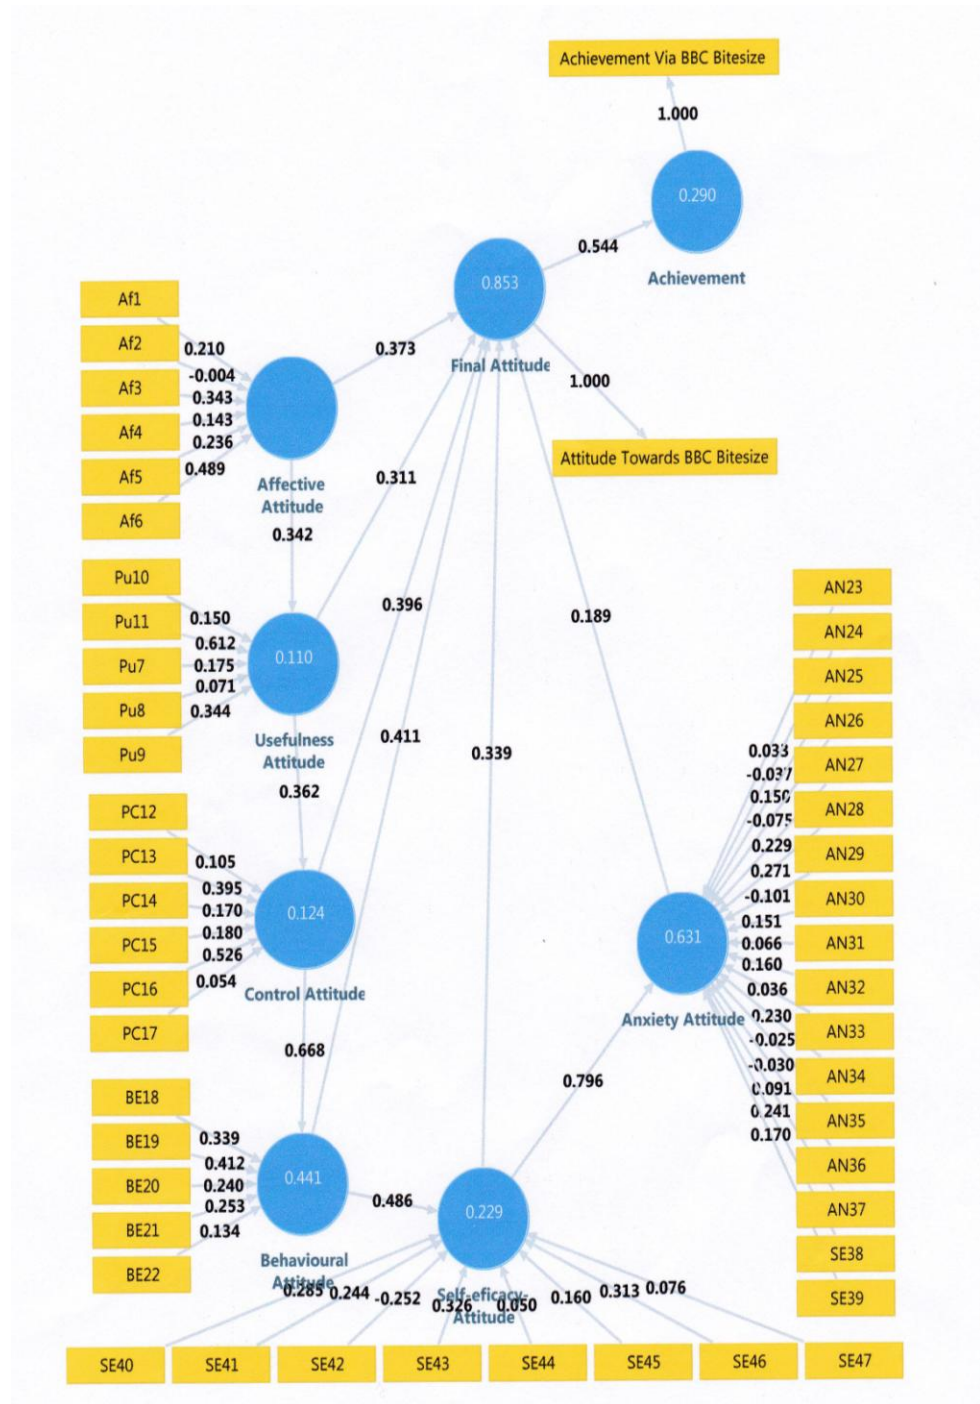 Achievement Via BBC Bitesize
1.000
0.290
Achievement
0.544
0.853
Final Attitude
1.000
Attitude Towards BBC Bitesize
Af1
Af2
Af3
Af4
Af5
Af6
0.210
-0.004
0.343
0.143
0.236
0.489
0.373
Affective
Attitude
0.342
0.311
Pu10
Pu11
Pu7
Pu8
Pu9
0.150
0.612
0.175
0.071
0.344
0.110
Usefulness
Attitude
0.362
0.396
0.411
0.339
0.189
PC12
PC13
PC14
PC15
PC16
PC17
0.105
0.395
0.170
0.180
0.526
0.054
0.124
Control Attitude
0.668
BE18
BE19
BE20
BE21
BE22
0.339
0.412
0.240
0.253
0.134
0.441
Behavioural
Attitude
0.486
0.229
Self-eficacy-
Attitude
0.796
0.631
Anxiety Attitude
AN23
AN24
AN25
AN26
AN27
AN28
AN29
AN30
AN31
AN32
AN33
AN34
AN35
AN36
AN37
SE38
SE39
0.033
-0.037
0.150
-0.075
0.229
0.271
-0.101
0.151
0.066
0.160
0.036
0.230
-0.025
-0.030
0.091
0.241
0.170
0.285 0.244 -0.252 0.326 0.050 0.160 0.313 0.076
SE40 SE41 SE42 SE43 SE44 SE45 SE46 SE47